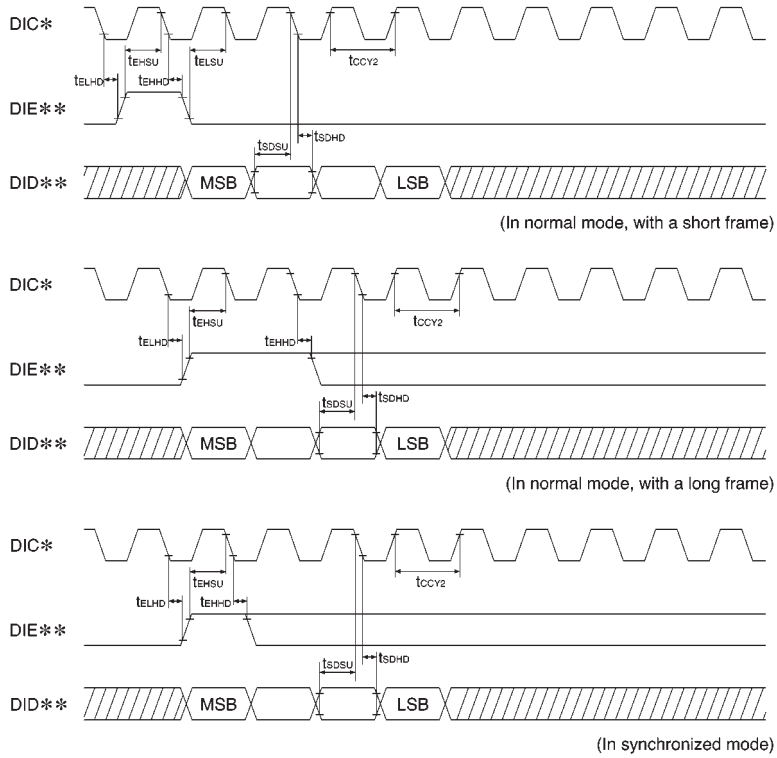 DIC*
tEHSU tELSU tCCY2
tELHD tEHHD
DIE**
tSDSU tSDHD
DID** MSB LSB
(In normal mode, with a short frame)
DIC*
tEHSU tCCY2
tELHD tEHHD
DIE**
tSDSU tSDHD
DID** MSB LSB
(In normal mode, with a long frame)
DIC*
tEHSU tCCY2
tELHD tEHHD
DIE**
tSDSU tSDHD
DID** MSB LSB
(In synchronized mode)